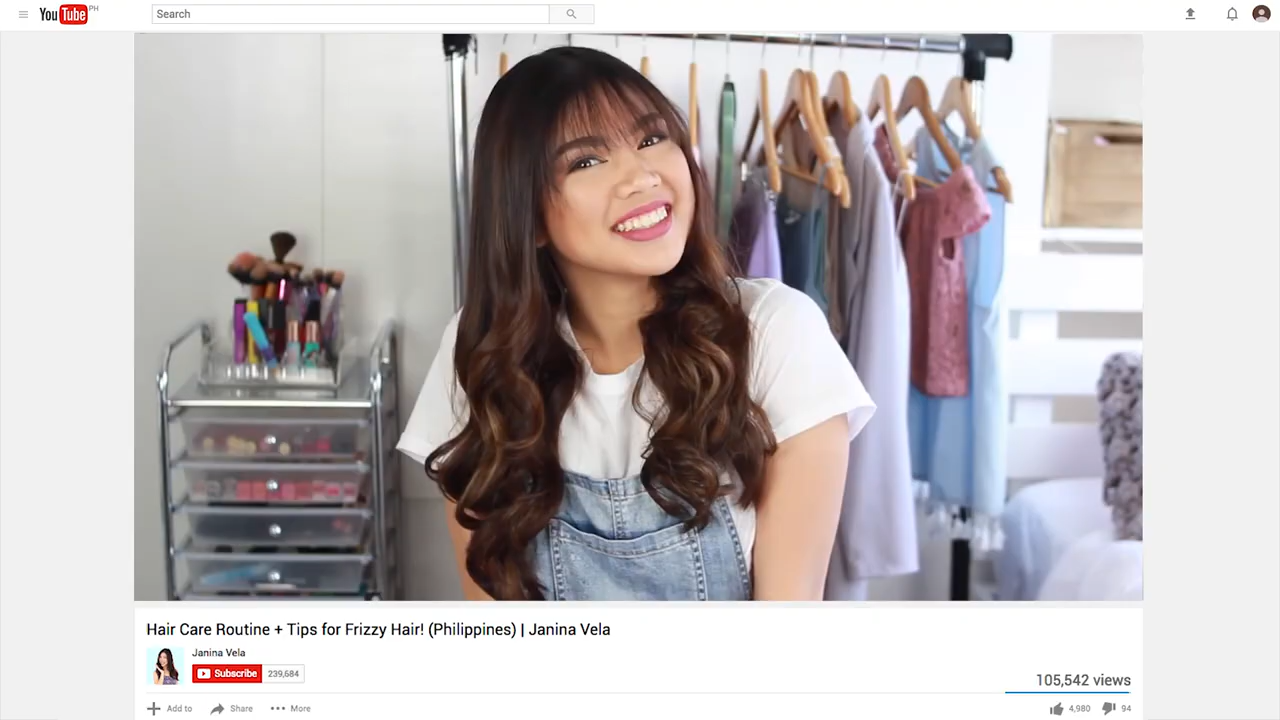 YouTube PH
Search
Hair Care Routine + Tips for Frizzy Hair! (Philippines) | Janina Vela
Janina Vela
Subscribe 239,684
105,542 views
Add to Share More
4,980 94